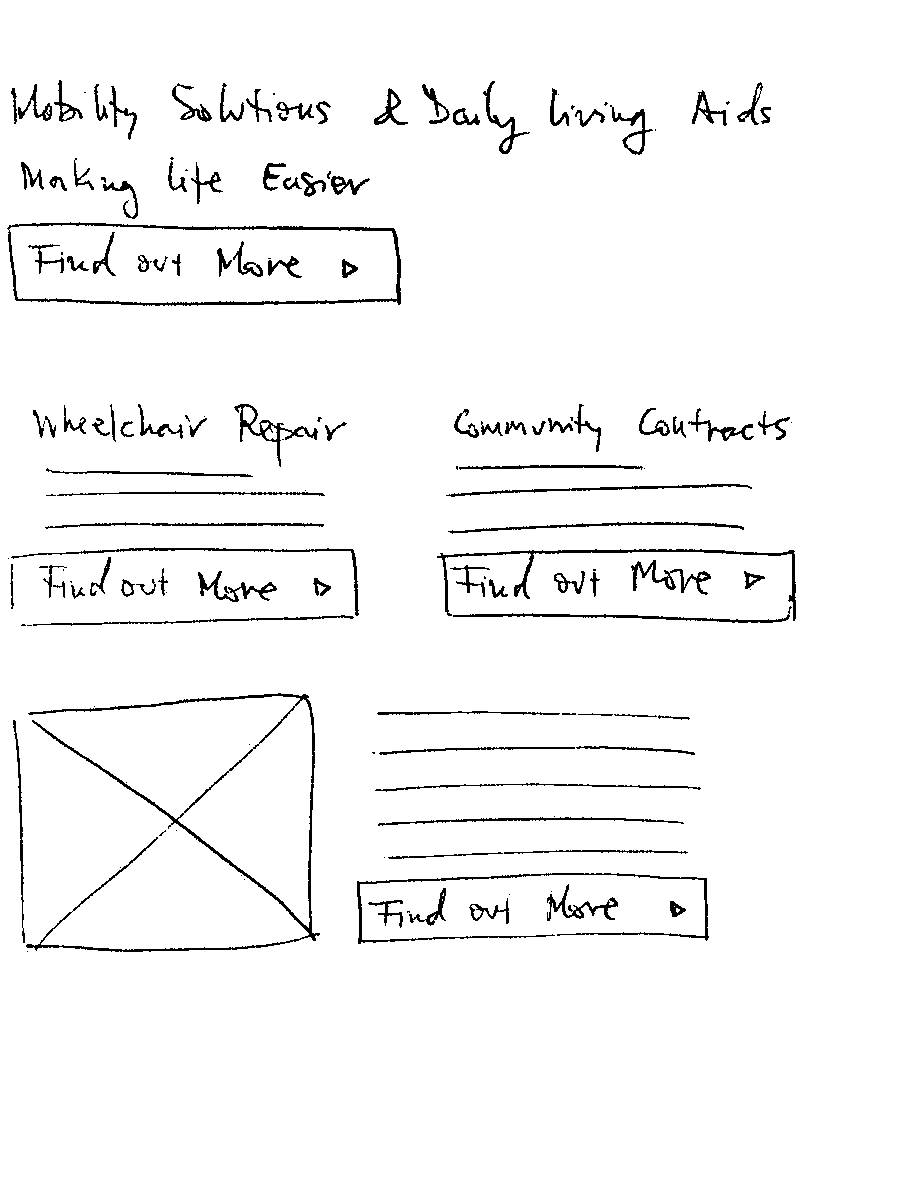 Mobility Solutions & Daily living Aids
Making life Easier
Find out More
Wheelchair Repair
Community Contracts
Find out More
Find out More
Find out More